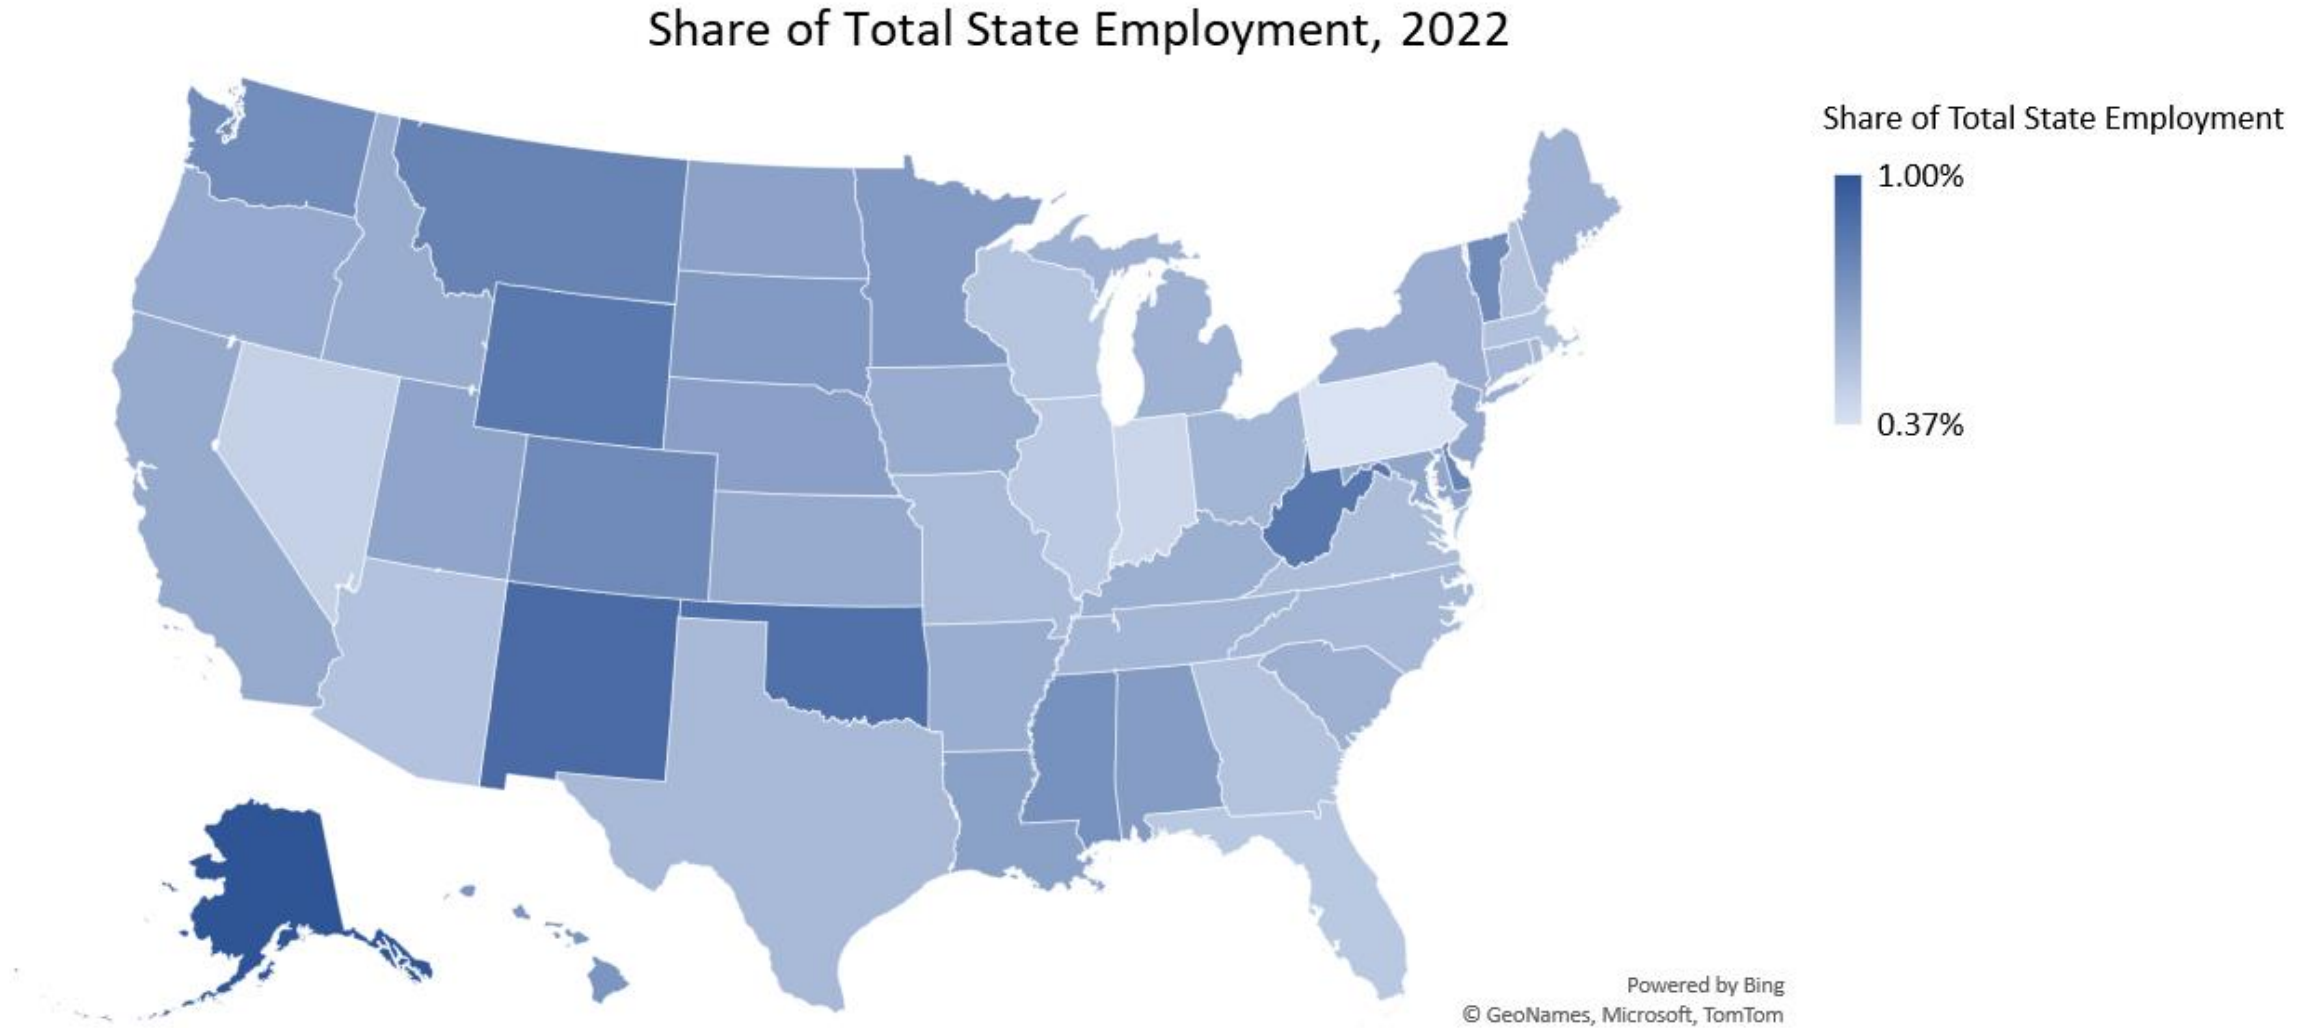 Share of Total State Employment, 2022
Share of Total State Employment
1.00%
0.37%
Powered by Bing
© GeoNames, Microsoft, TomTom